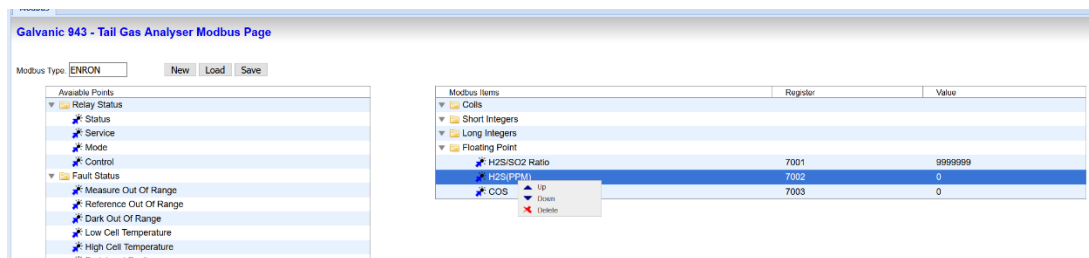 Modbus
Galvanic 943 - Tail Gas Analyser Modbus Page
Modbus Type: ENRON New Load Save
Avaiable Points
Relay Status
Status
Service
Mode
Control
Fault Status
Measure Out Of Range
Reference Out Of Range
Dark Out Of Range
Low Cell Temperature
High Cell Temperature
Modbus Items Register Value
Coils
Short Integers
Long Integers
Floating Point
H2S/SO2 Ratio 7001 9999999
H2S(PPM) 7002 0
COS 7003 0
Up
Down
Delete